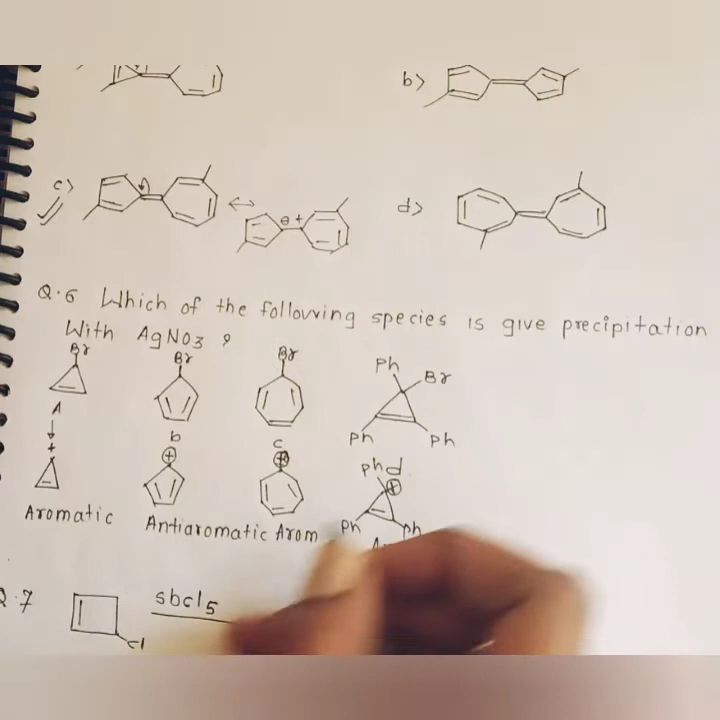 b>
c>
⊖ +
d>
Q.6 Which of the following species is give precipitation
With AgNO3 ?
Br Br Br Ph Br
Ph Ph
A b c d
+ ⊕ ⊕ ph ⊕
Ph ph
Aromatic Antiaromatic Arom
Q.7 sbcl5
cl